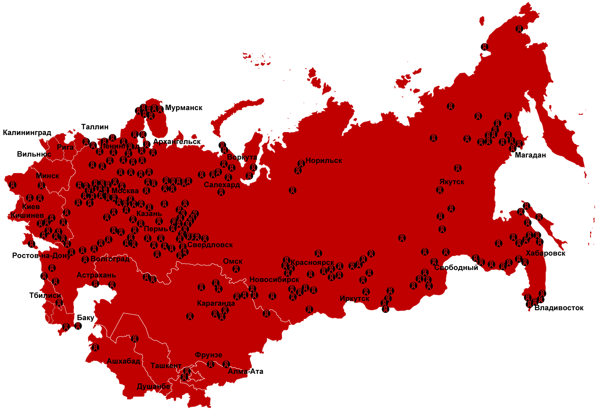 Мурманск
Таллин
Калининград
Рига
Ленинград
Архангельск
Вильнюс
Воркута
Норильск
Магадан
Минск
Салехард
Якутск
Москва
Киев
Казань
Кишинев
Пермь
Свердловск
Ростов-на-Дону
Волгоград
Омск
Красноярск
Свободный
Хабаровск
Астрахань
Новосибирск
Тбилиси
Караганда
Иркутск
Владивосток
Баку
Фрунзе
Ашхабад
Ташкент
Алма-Ата
Душанбе